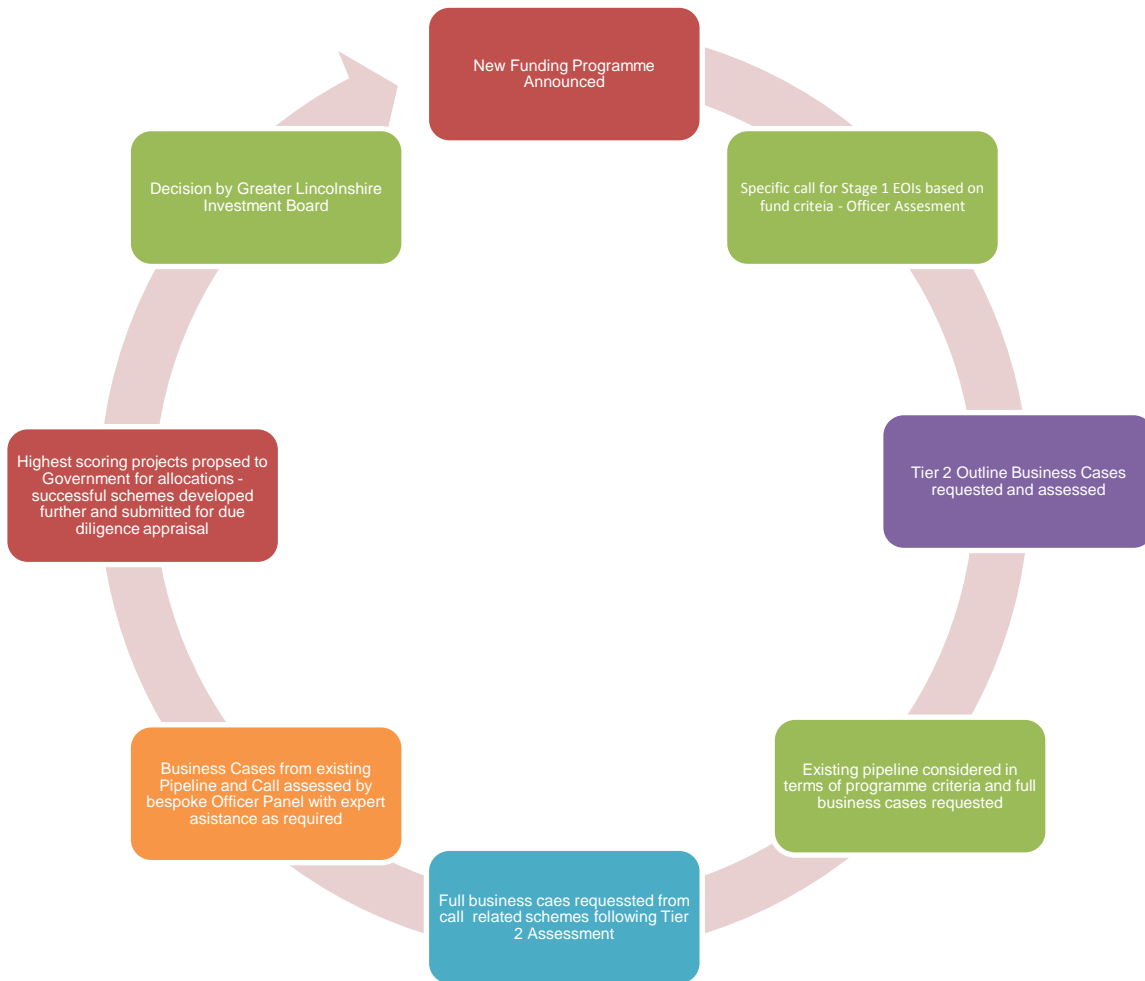 New Funding Programme
Announced
Specific call for Stage 1 EOIs based on
fund criteia - Officer Assesment
Tier 2 Outline Business Cases
requested and assessed
Existing pipeline considered in
terms of programme criteria and full
business cases requested
Full business caes requessted from
call  related schemes following Tier
2 Assessment
Business Cases from existing
Pipeline and Call assessed by
bespoke Officer Panel with expert
asistance as required
Highest scoring projects propsed to
Government for allocations -
successful schemes developed
further and submitted for due
diligence appraisal
Decision by Greater Lincolnshire
Investment Board